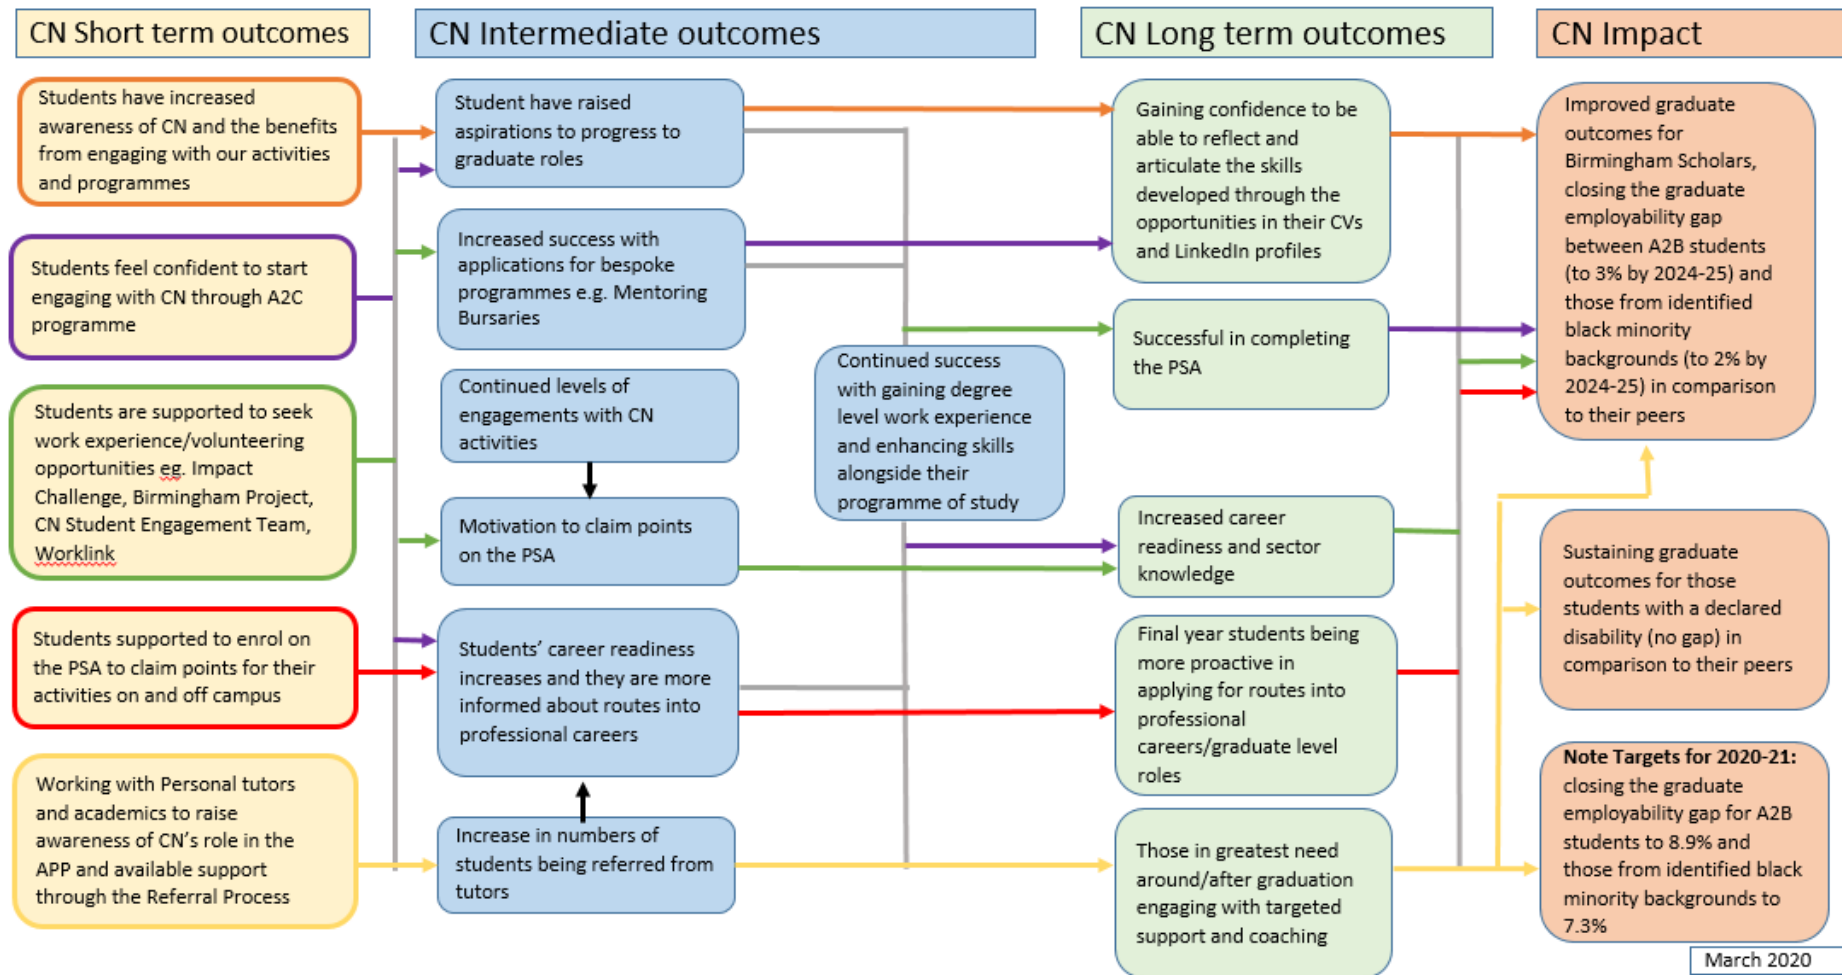 CN Short term outcomes
Students have increased
awareness of CN and the benefits
from engaging with our activities
and programmes
Students feel confident to start
engaging with CN through A2C
programme
Students are supported to seek
work experience/volunteering
opportunities eg. Impact
Challenge, Birmingham Project,
CN Student Engagement Team,
Worklink
Students supported to enrol on
the PSA to claim points for their
activities on and off campus
Working with Personal tutors
and academics to raise
awareness of CN's role in the
APP and available support
through the Referral Process
CN Intermediate outcomes
Student have raised
aspirations to progress to
graduate roles
Increased success with
applications for bespoke
programmes e.g. Mentoring
Bursaries
Continued levels of
engagements with CN
activities
Motivation to claim points
on the PSA
Students' career readiness
increases and they are more
informed about routes into
professional careers
Increase in numbers of
students being referred from
tutors
Continued success
with gaining degree
level work experience
and enhancing skills
alongside their
programme of study
CN Long term outcomes
Gaining confidence to be
able to reflect and
articulate the skills
developed through the
opportunities in their CVs
and LinkedIn profiles
Successful in completing
the PSA
Increased career
readiness and sector
knowledge
Final year students being
more proactive in
applying for routes into
professional
careers/graduate level
roles
Those in greatest need
around/after graduation
engaging with targeted
support and coaching
CN Impact
Improved graduate
outcomes for
Birmingham Scholars,
closing the graduate
employability gap
between A2B students
(to 3% by 2024-25) and
those from identified
black minority
backgrounds (to 2% by
2024-25) in comparison
to their peers
Sustaining graduate
outcomes for those
students with a declared
disability (no gap) in
comparison to their peers
Note Targets for 2020-21:
closing the graduate
employability gap for A2B
students to 8.9% and
those from identified black
minority backgrounds to
7.3%
March 2020